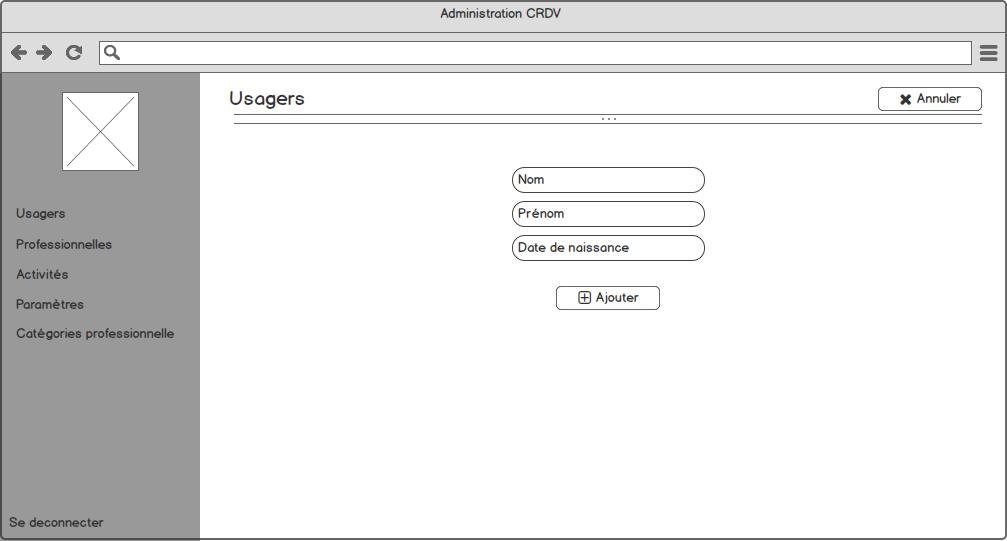 Administration CRDV
Usagers
Annuler
Nom
Prénom
Date de naissance
Ajouter
Usagers
Professionnelles
Activités
Paramètres
Catégories professionnelle
Se deconnecter